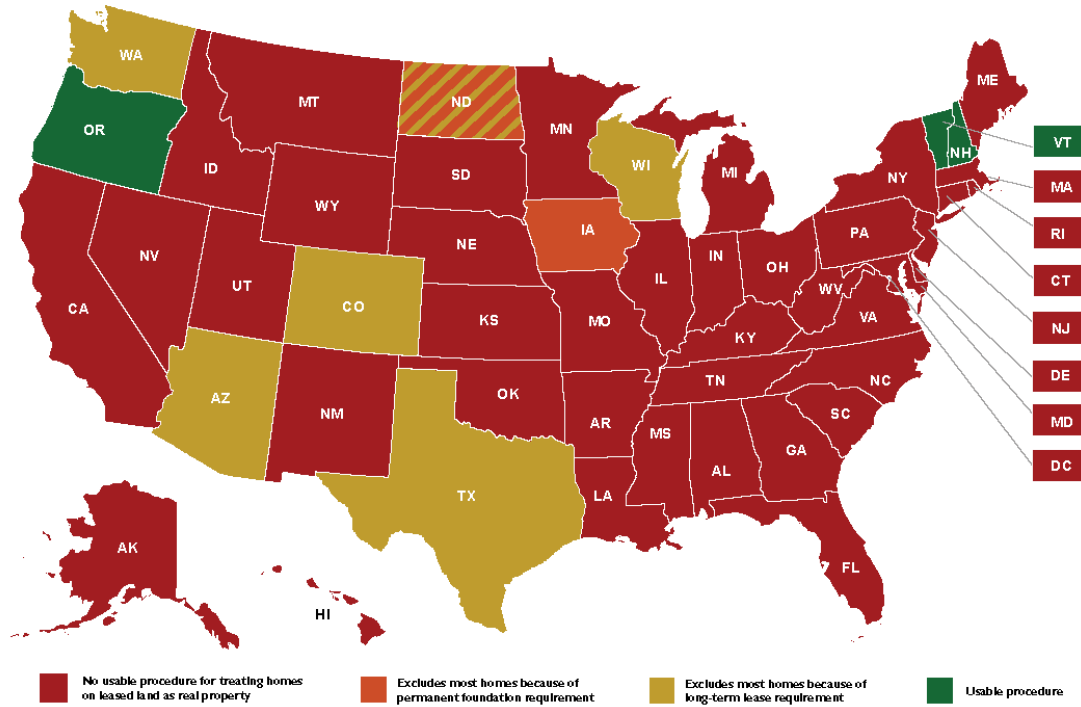 WA
MT
ND
MN
ME
OR
ID
SD
WI
MI
NY
VT
NH
MA
WY
RI
NV
NE
IA
PA
CT
UT
IL
IN
OH
WV
CA
CO
KS
MO
KY
VA
NJ
TN
NC
DE
AZ
NM
OK
AR
MS
SC
MD
TX
AL
GA
DC
LA
AK
FL
HI
No usable procedure for treating homes
on leased land as real property
Excludes most homes because of
permanent foundation requirement
Excludes most homes because of
long-term lease requirement
Usable procedure